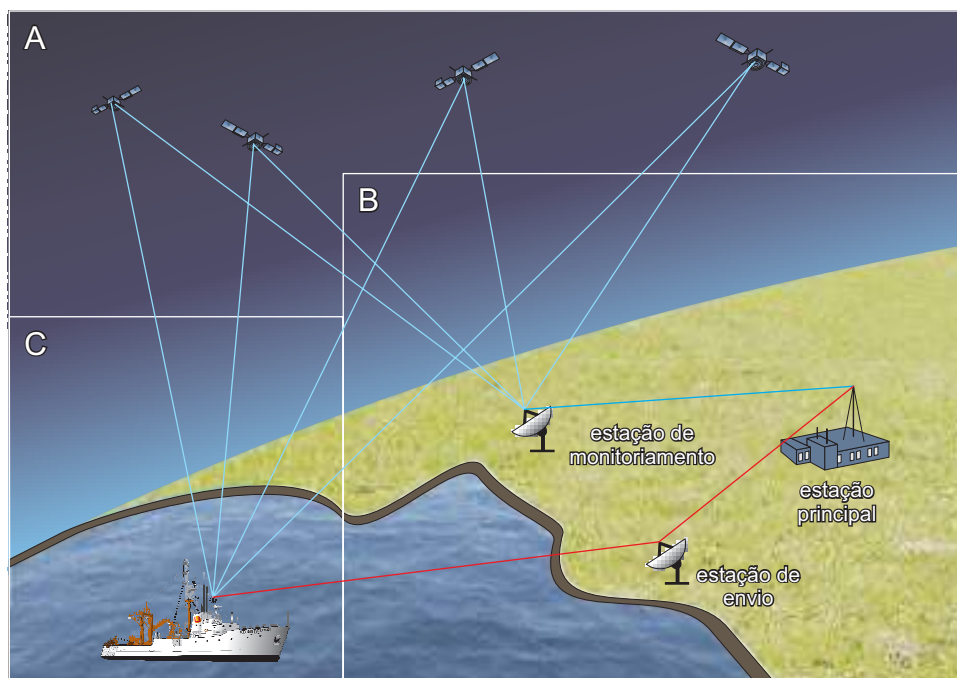 A
B
C
estação de
monitoriamento
estação
principal
estação de
envio